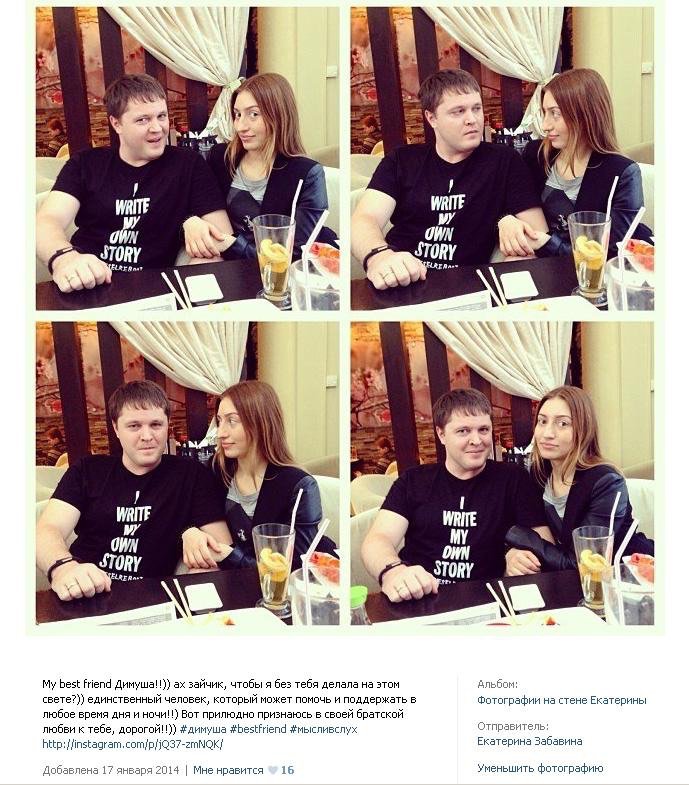 I
WRITE
MY
OWN
STORY
I
WRITE
MY
OWN
STORY
I
WRITE
MY
OWN
STORY
I
WRITE
MY
OWN
STORY
My best friend Димуша!!)) ах зайчик, чтобы я без тебя делала на этом
свете?)) единственный человек, который может помочь и поддержать в
любое время дня и ночи!!) Вот прилюдно признаюсь в своей братской
любви к тебе, дорогой!!)) #димуша #bestfriend #мысливслух
http://instagram.com/p/jQ37-zmNQK/
Добавлена 17 января 2014 | Мне нравится 16
Альбом:
Фотографии на стене Екатерины
Отправитель:
Екатерина Забавина
Уменьшить фотографию